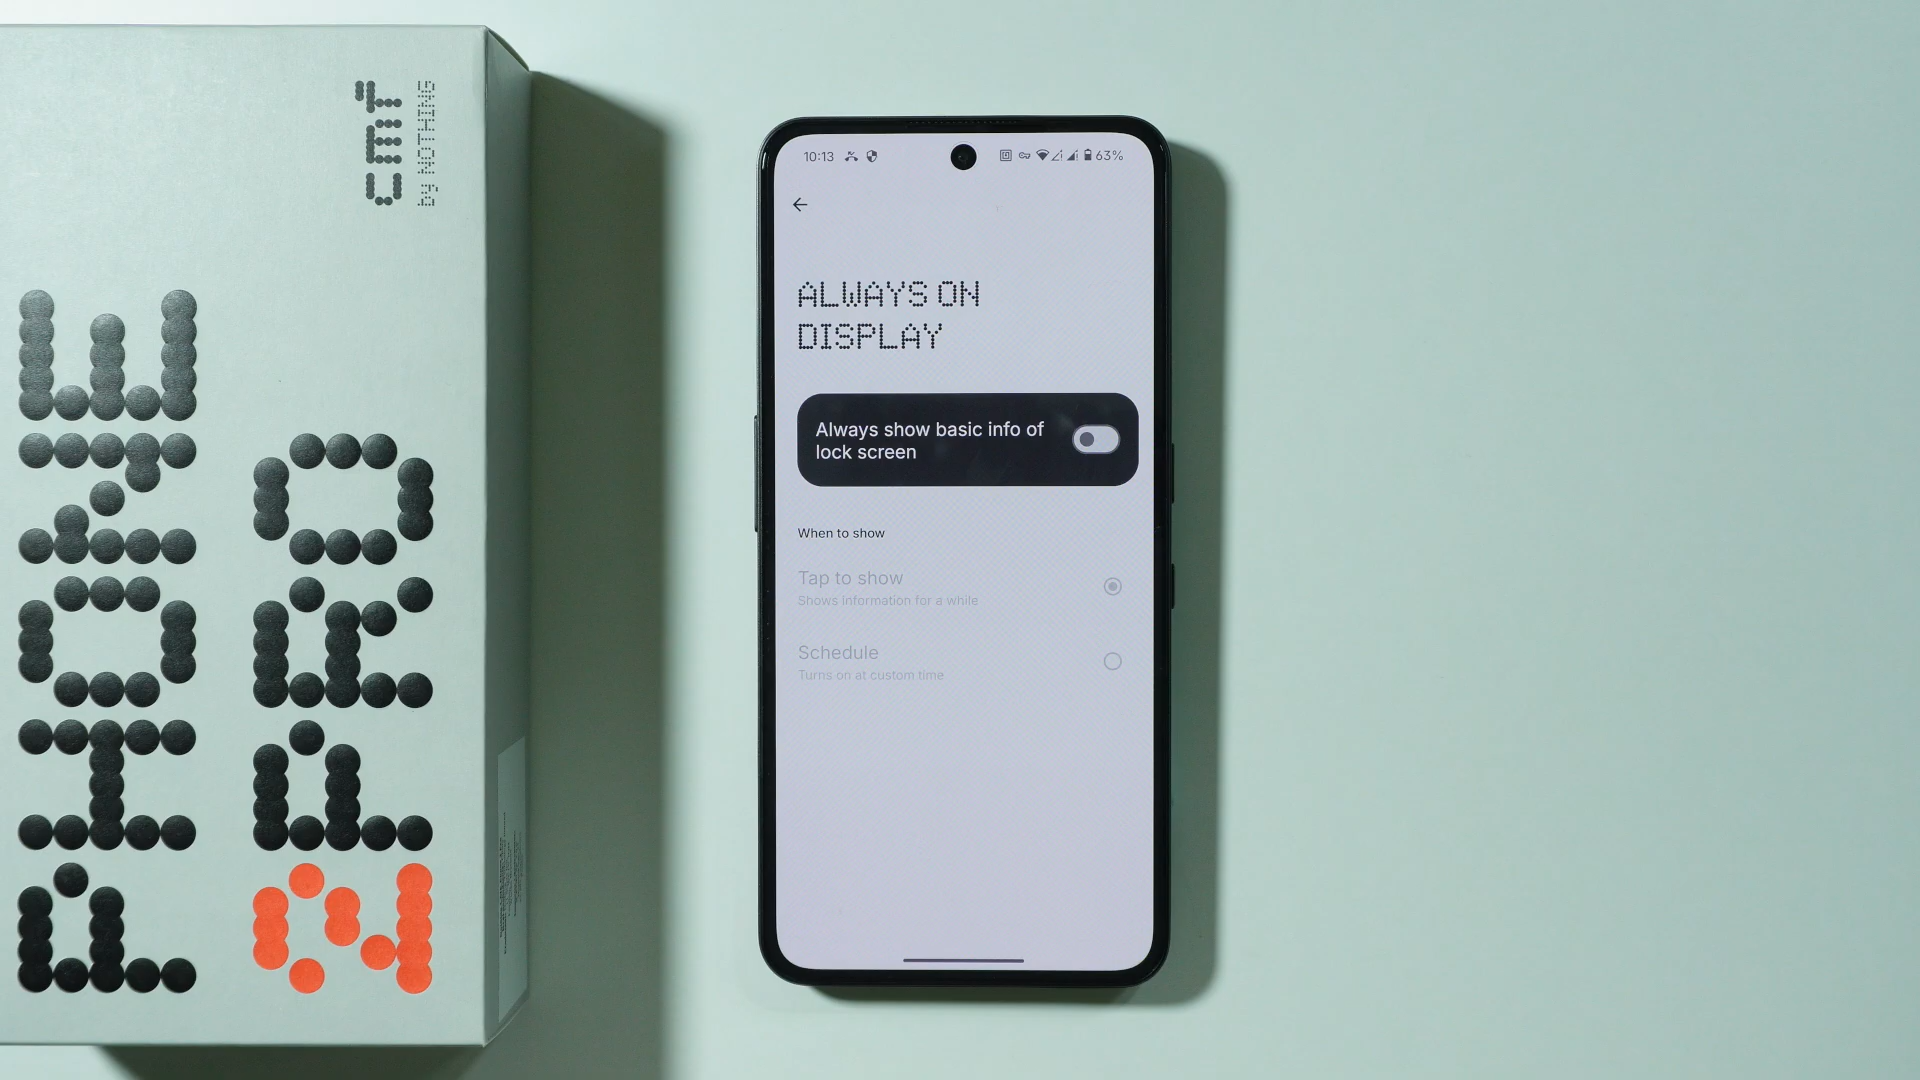 cmf
by NOTHING
PHONE
2 PRO
10:13
63%
ALWAYS ON
DISPLAY
Always show basic info of
lock screen
When to show
Tap to show
Shows information for a while
Schedule
Turns on at custom time